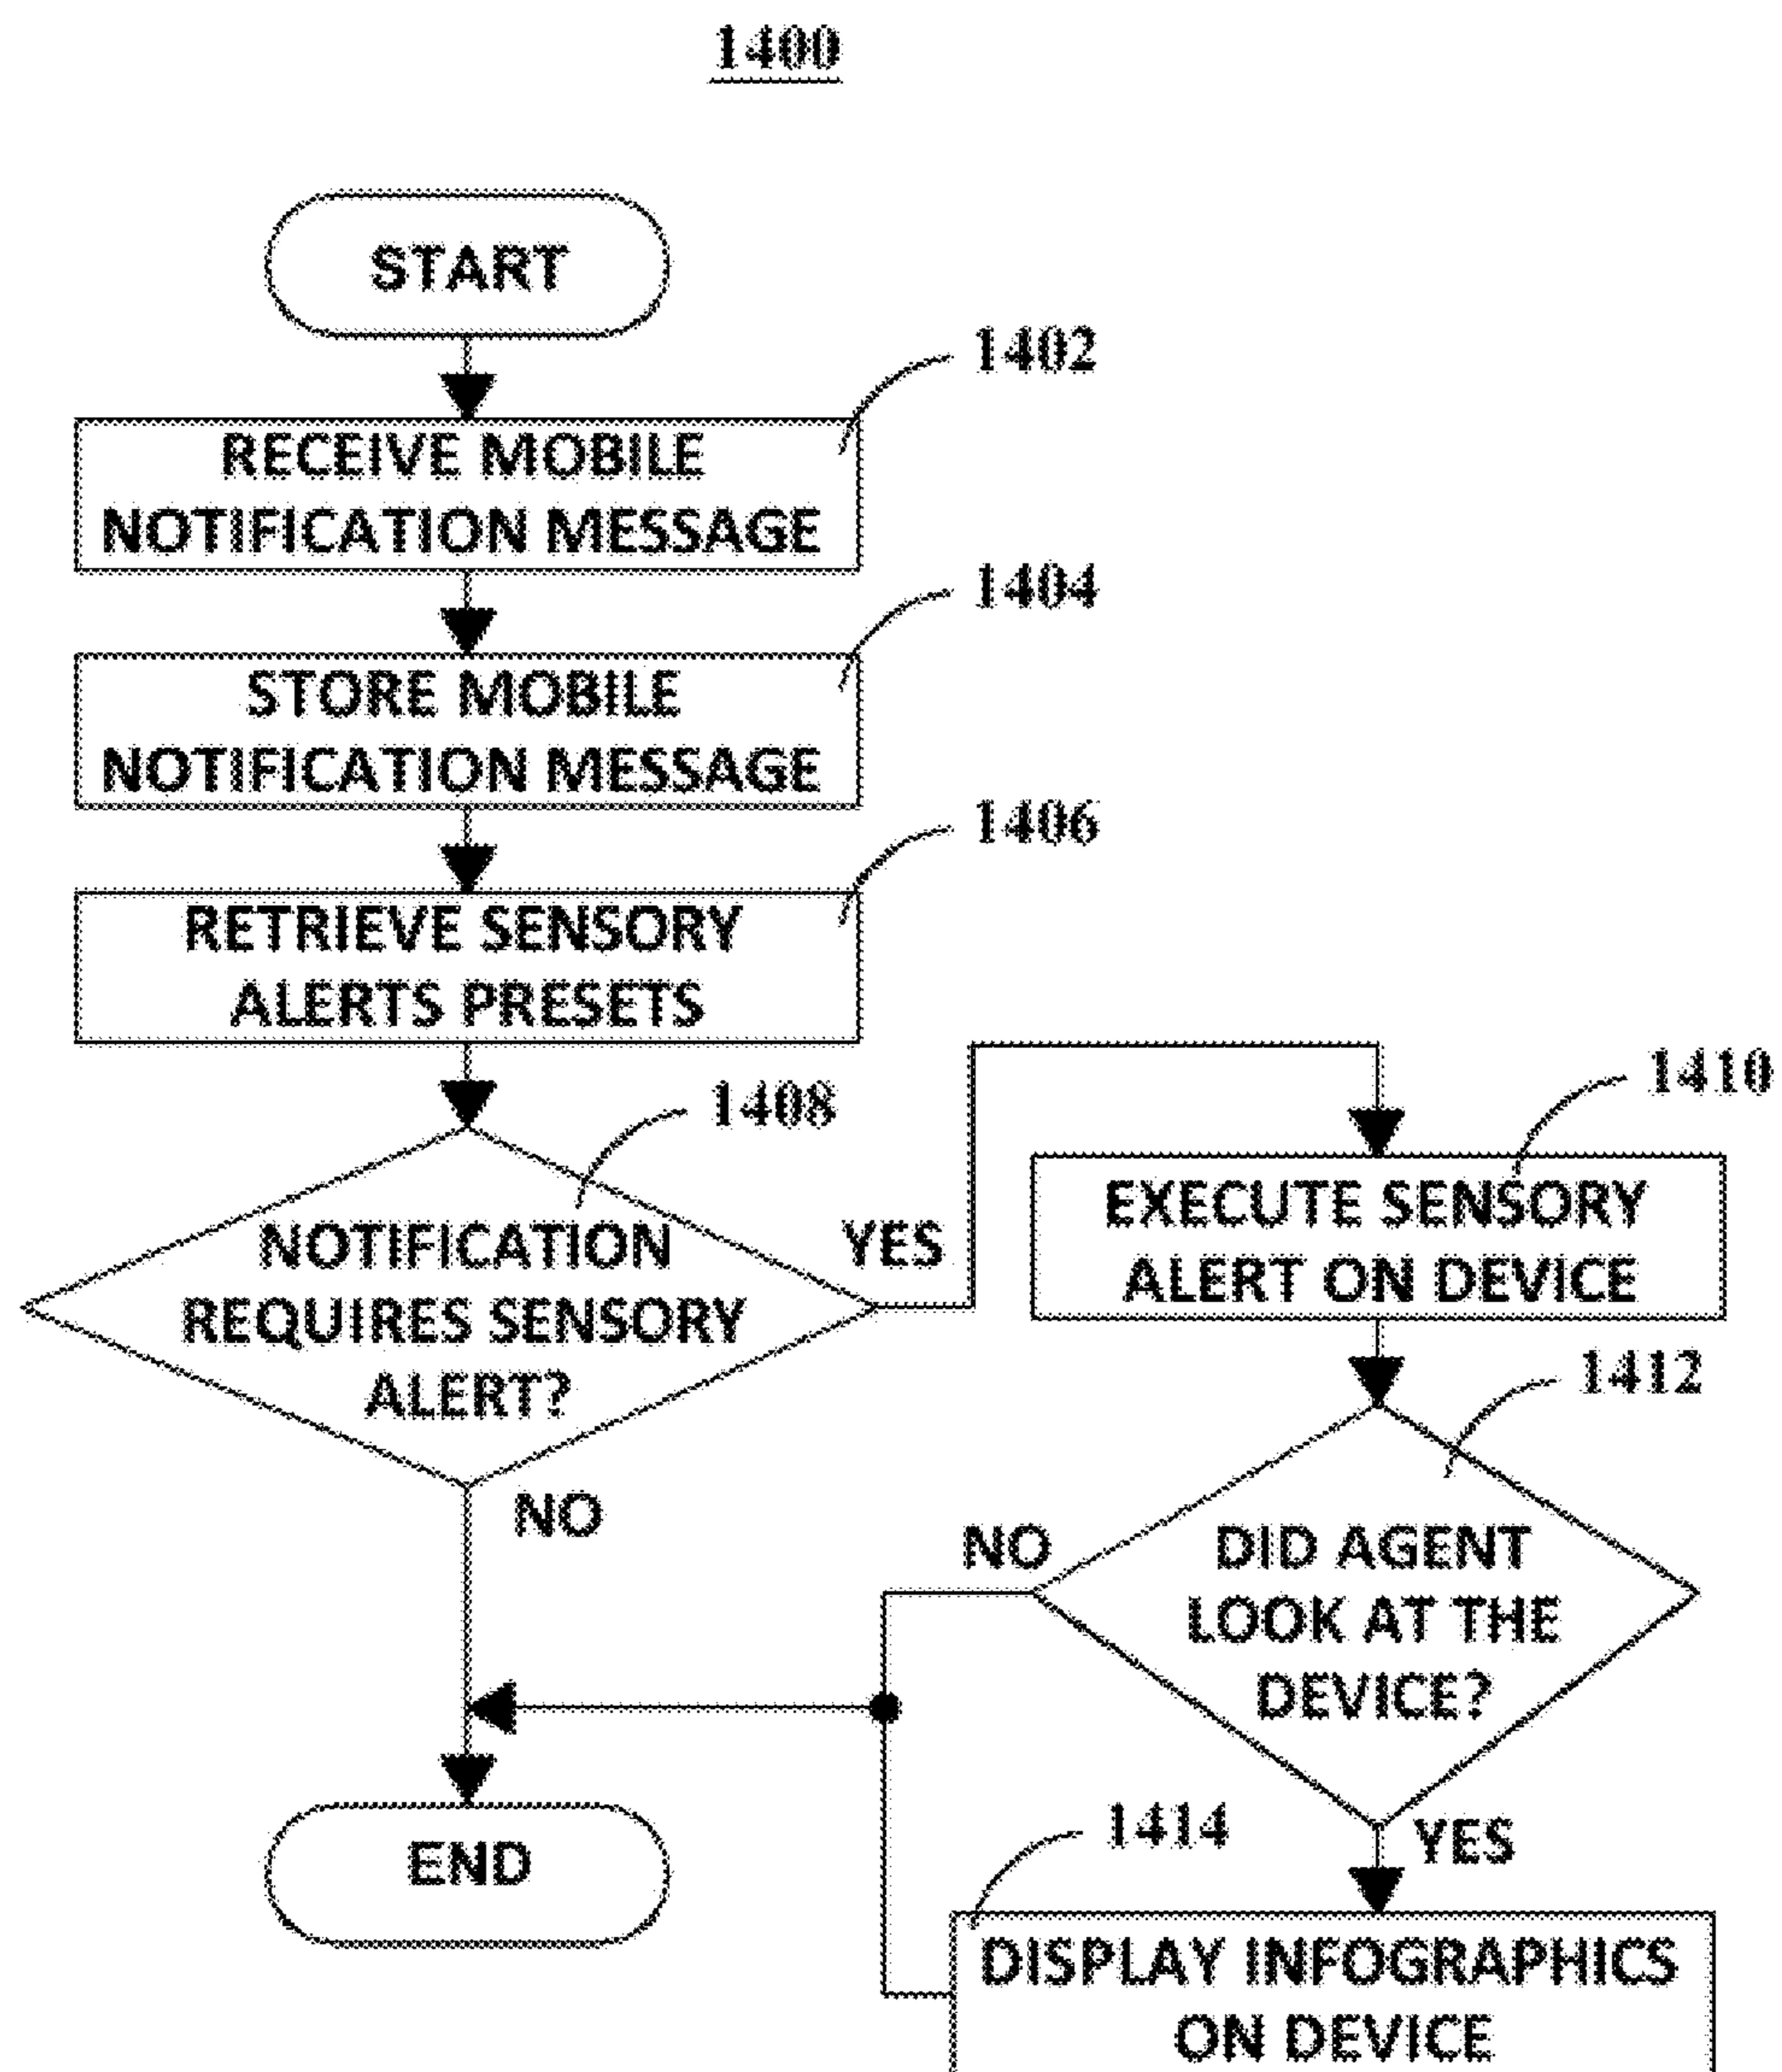 1400
START
1402
RECEIVE MOBILE
NOTIFICATION MESSAGE
1404
STORE MOBILE
NOTIFICATION MESSAGE
1406
RETRIEVE SENSORY
ALERTS PRESETS
1408
NOTIFICATION
REQUIRES SENSORY
ALERT?
YES
NO
1410
EXECUTE SENSORY
ALERT ON DEVICE
1412
DID AGENT
LOOK AT THE
DEVICE?
NO
YES
1414
DISPLAY INFOGRAPHICS
ON DEVICE
END